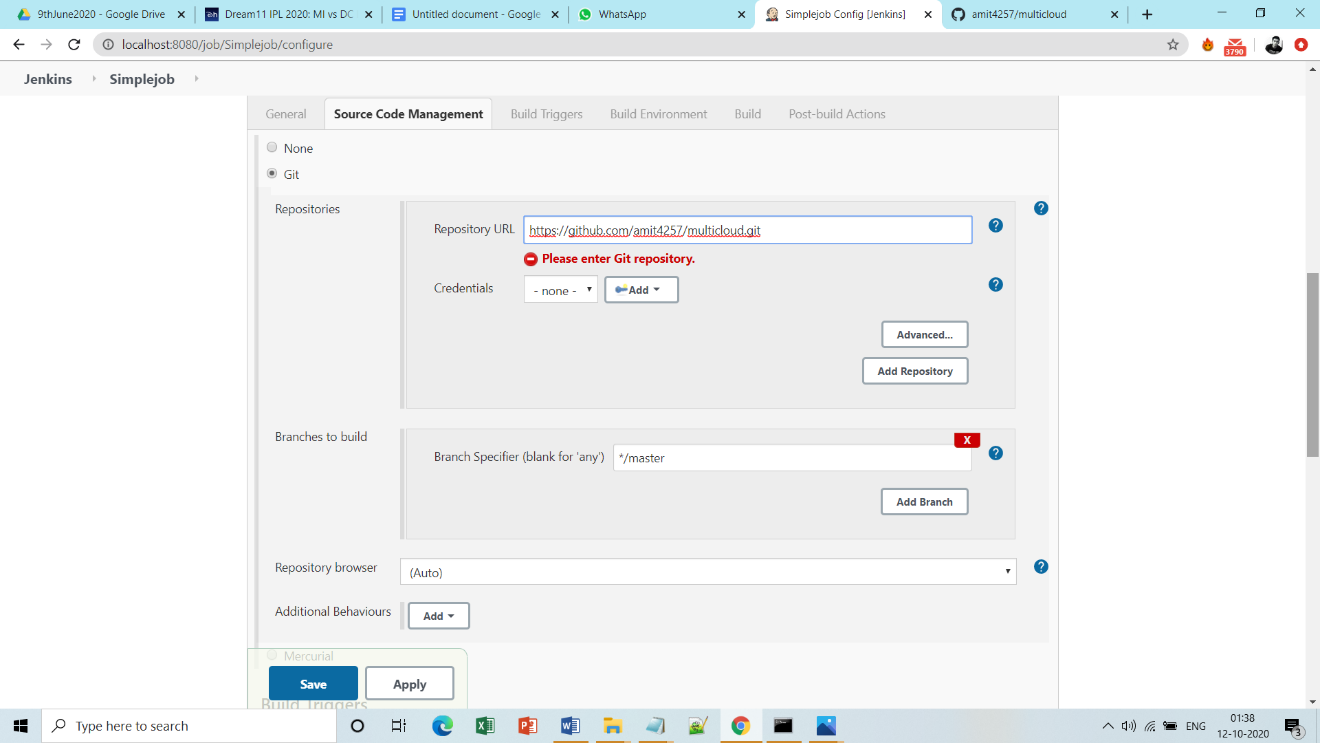 9thJune2020 - Google Drive
Dream11 IPL 2020: MI vs DC
Untitled document - Google
WhatsApp
Simplejob Config [Jenkins]
amit4257/multicloud
localhost:8080/job/Simplejob/configure
3790
Jenkins
Simplejob
General
Source Code Management
Build Triggers
Build Environment
Build
Post-build Actions
None
Git
Repositories
Repository URL
https://github.com/amit4257/multicloud.git
Please enter Git repository.
Credentials
- none -
Add
Advanced...
Add Repository
Branches to build
X
Branch Specifier (blank for 'any')
*/master
Add Branch
Repository browser
(Auto)
Additional Behaviours
Add
Mercurial
Save
Apply
Build Triggers
Type here to search
ENG
01:38
12-10-2020
3